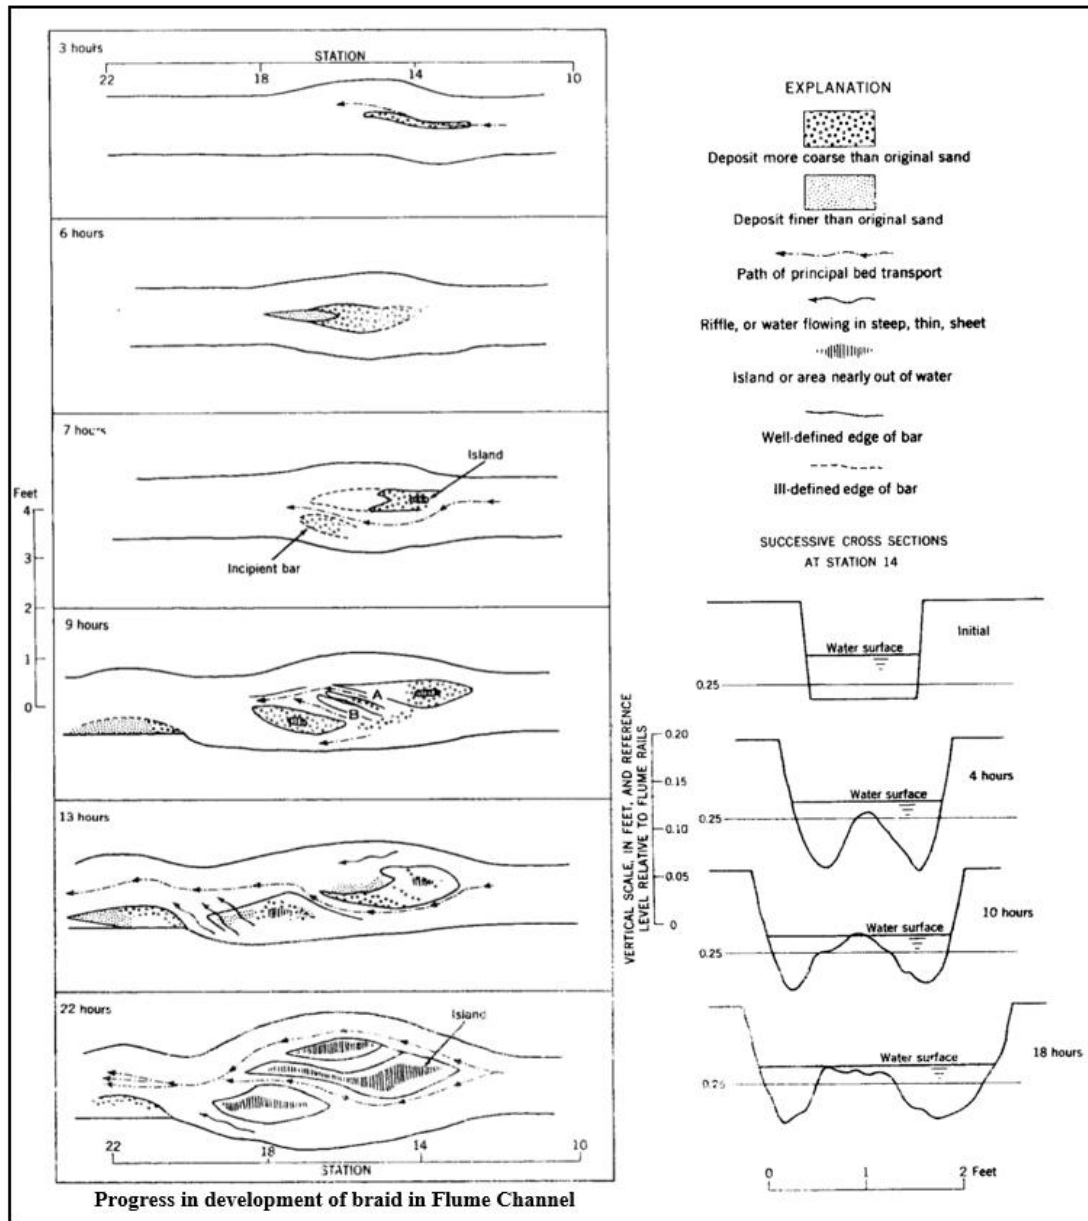 3 hours
STATION
22 18 14 10
6 hours
7 hours
Island
Incipient bar
Feet
4
3
2
1
0
9 hours
A
B
13 hours
22 hours
Island
22 18 14 10
STATION
Progress in development of braid in Flume Channel
EXPLANATION
Deposit more coarse than original sand
Deposit finer than original sand
Path of principal bed transport
Riffle, or water flowing in steep, thin, sheet
Island or area nearly out of water
Well-defined edge of bar
Ill-defined edge of bar
SUCCESSIVE CROSS SECTIONS
AT STATION 14
Initial
Water surface
0.25
VERTICAL SCALE, IN FEET, AND REFERENCE
LEVEL RELATIVE TO FLUME RAILS
0.20
0.15
0.10
0.05
0
4 hours
Water surface
0.25
10 hours
Water surface
0.25
18 hours
Water surface
0.25
0 1 2 Feet